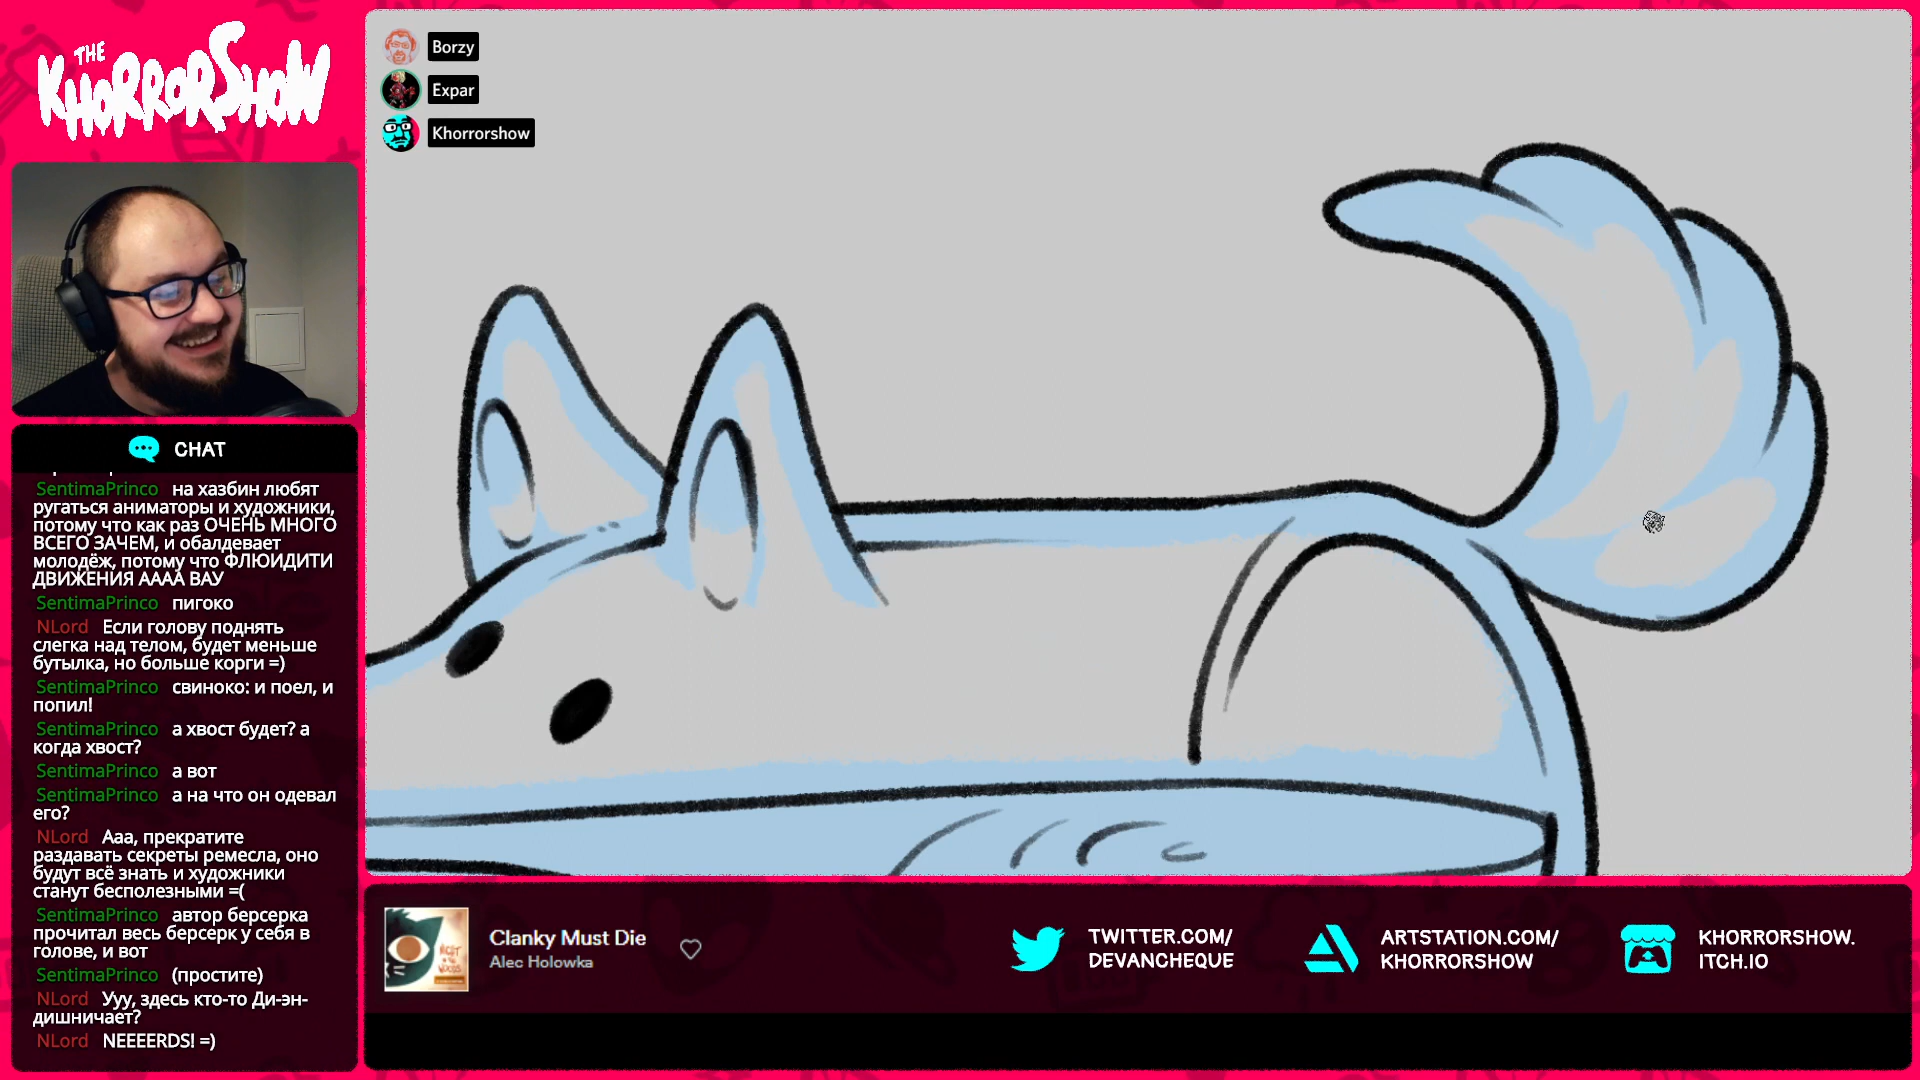 THE
KHORRORSHOW
Borzy
Expar
Khorrorshow
CHAT
SentimaPrinco на хазбин любят
ругаться аниматоры и художники,
потому что как раз ОЧЕНЬ МНОГО
ВСЕГО ЗАЧЕМ, и обалдевает
молодёж, потому что ФЛЮИДИТИ
ДВИЖЕНИЯ АААА ВАУ
SentimaPrinco пигоко
NLord Если голову поднять
слегка над телом, будет меньше
бутылка, но больше корги =)
SentimaPrinco свиноко: и поел, и
попил!
SentimaPrinco а хвост будет? а
когда хвост?
SentimaPrinco а вот
SentimaPrinco а на что он одевал
его?
NLord Ааа, прекратите
раздавать секреты ремесла, оно
будут всё знать и художники
станут бесполезными =(
SentimaPrinco автор берсерка
прочитал весь берсерк у себя в
голове, и вот
SentimaPrinco (простите)
NLord Ууу, здесь кто-то Ди-эн-
дишничает?
NLord NEEEERDS! =)
NIGHT
IN THE
WOODS
Clanky Must Die
Alec Holowka
TWITTER.COM/
DEVANCHEQUE
ARTSTATION.COM/
KHORRORSHOW
KHORRORSHOW.
ITCH.IO